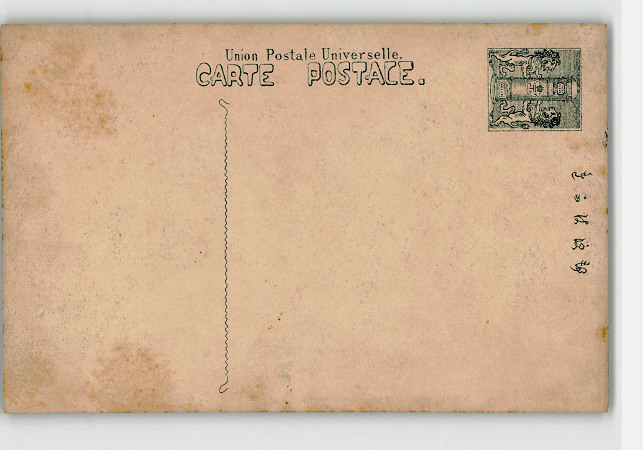 Union Postale Universelle.
CARTE POSTALE.